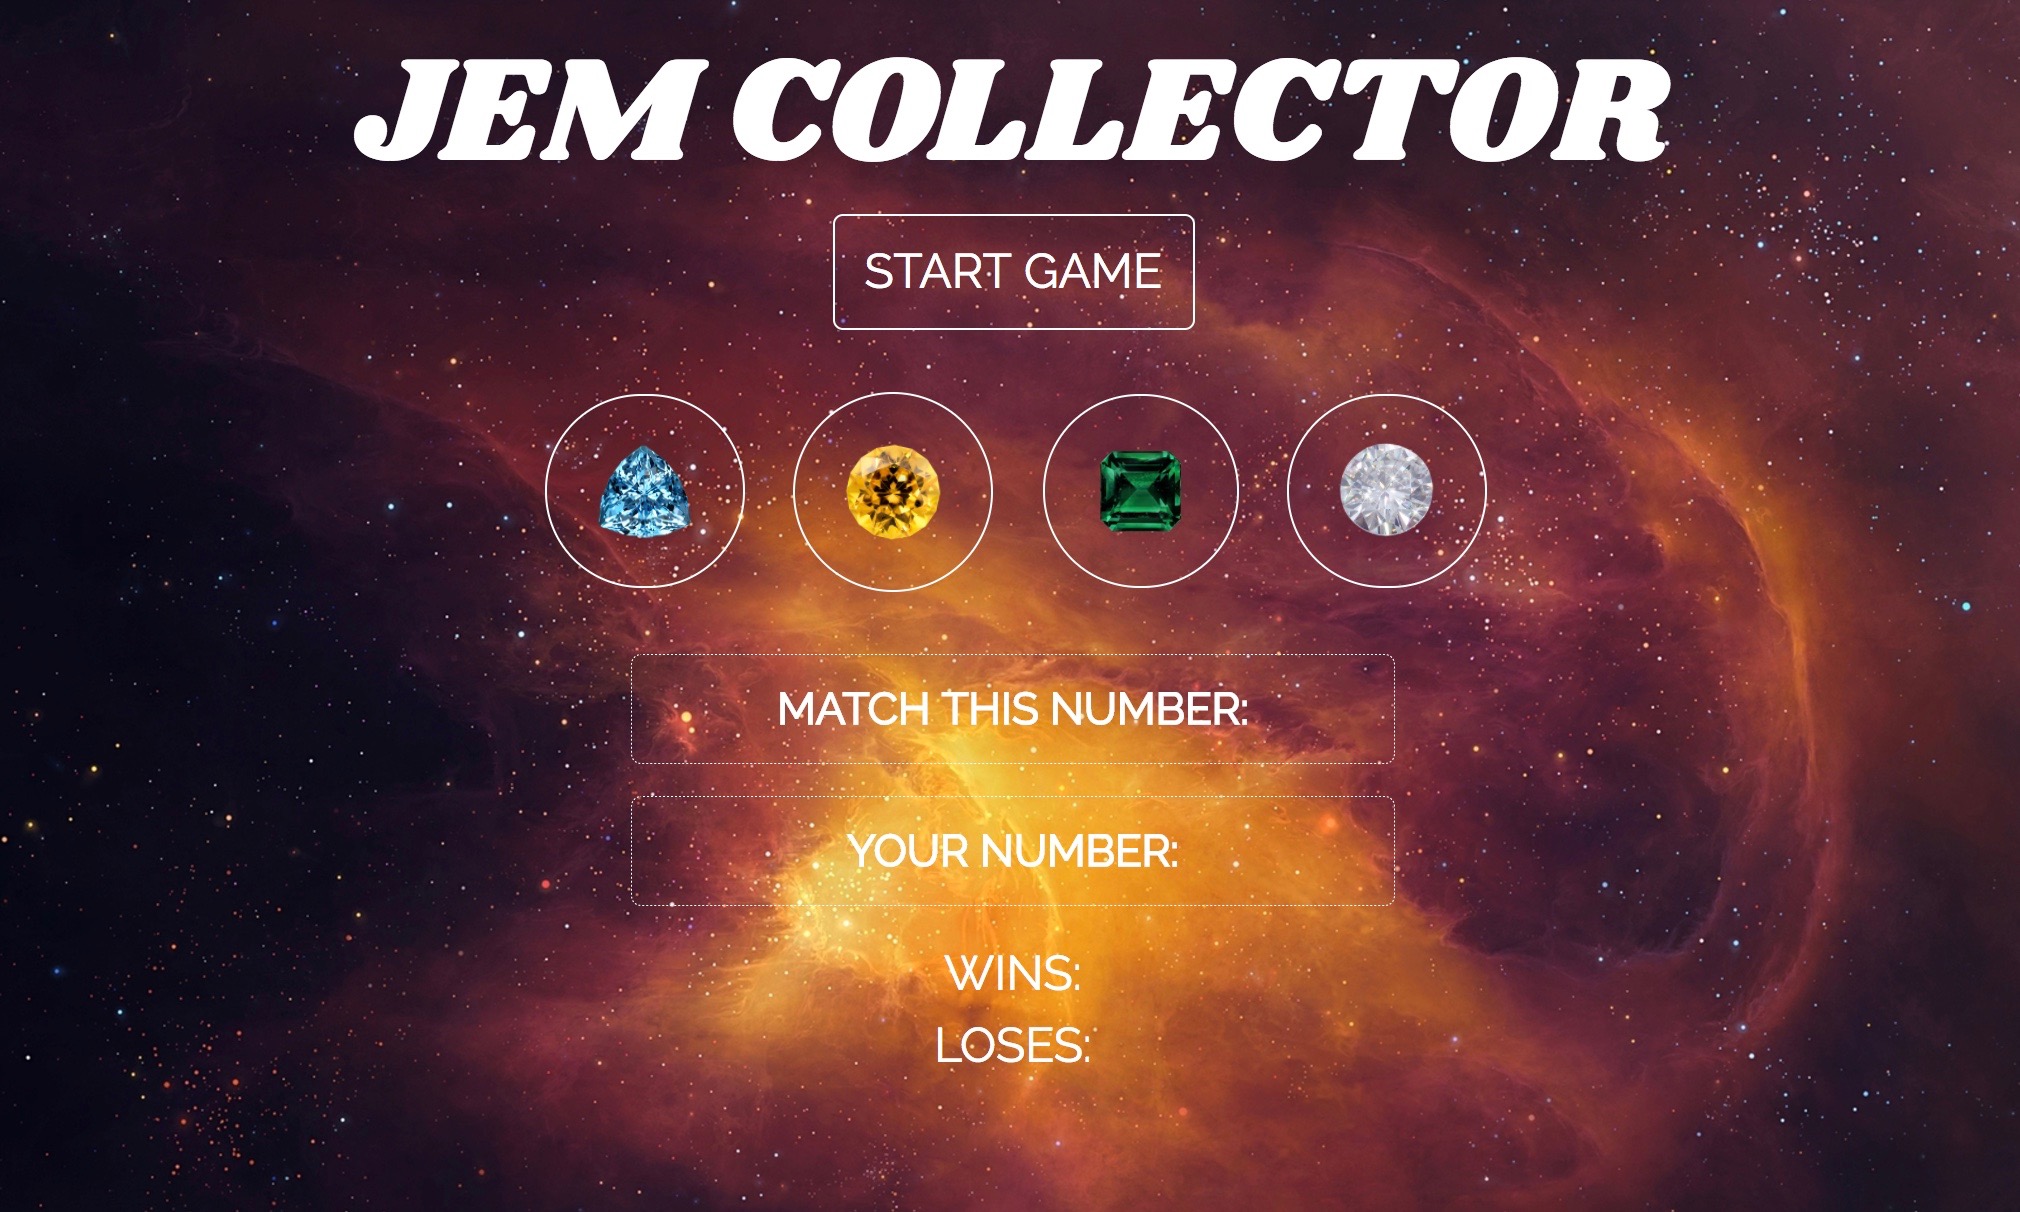 JEM COLLECTOR
START GAME
MATCH THIS NUMBER:
YOUR NUMBER:
WINS:
LOSES: